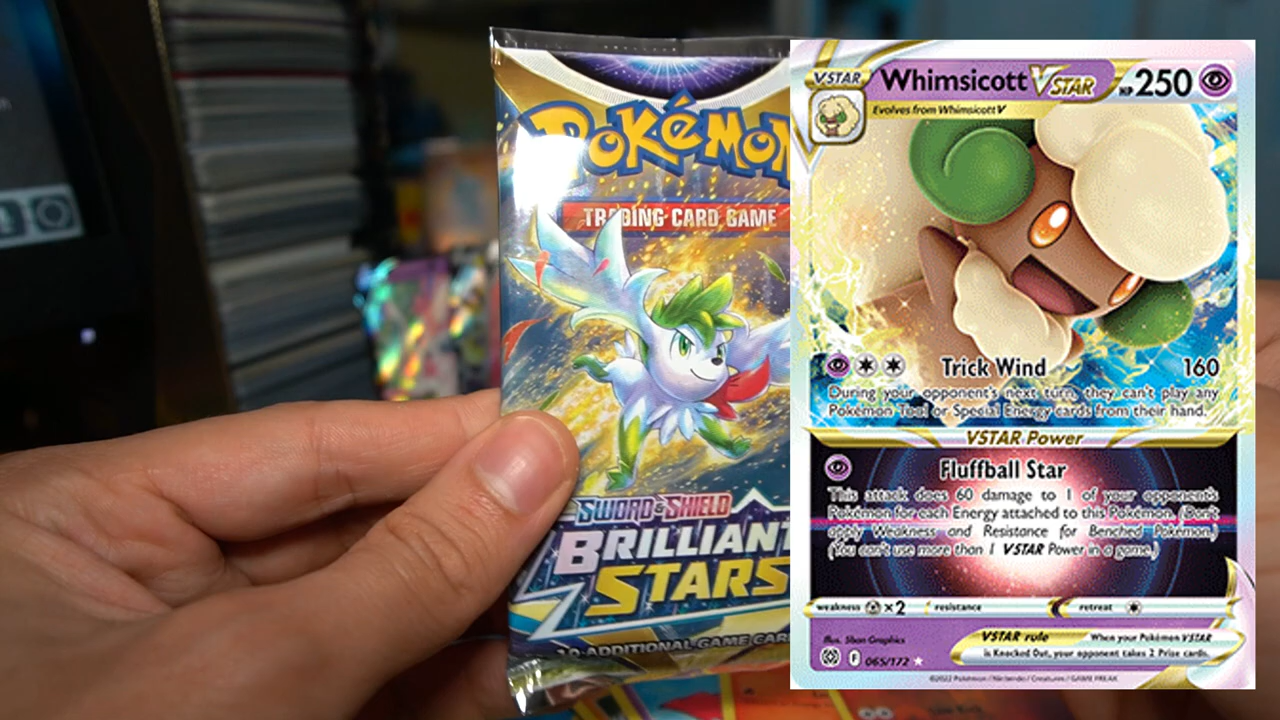 POKÉMON
TRADING CARD GAME
SWORD & SHIELD
BRILLIANT
STARS
10 ADDITIONAL GAME CAR
VSTAR
Whimsicott VSTAR
HP 250
Evolves from Whimsicott V
Trick Wind 160
During your opponent's next turn, they can't play any
Pokémon Tool or Special Energy cards from their hand.
VSTAR Power
Fluffball Star
This attack does 60 damage to 1 of your opponent's
Pokémon for each Energy attached to this Pokémon. (Don't
apply Weakness and Resistance for Benched Pokémon.)
(You can't use more than 1 VSTAR Power in a game.)
weakness ×2 resistance retreat
Illus. 5ban Graphics
F 065/172 ★
VSTAR rule When your Pokémon VSTAR
is Knocked Out, your opponent takes 2 Prize cards.
©2022 Pokémon / Nintendo / Creatures / GAME FREAK